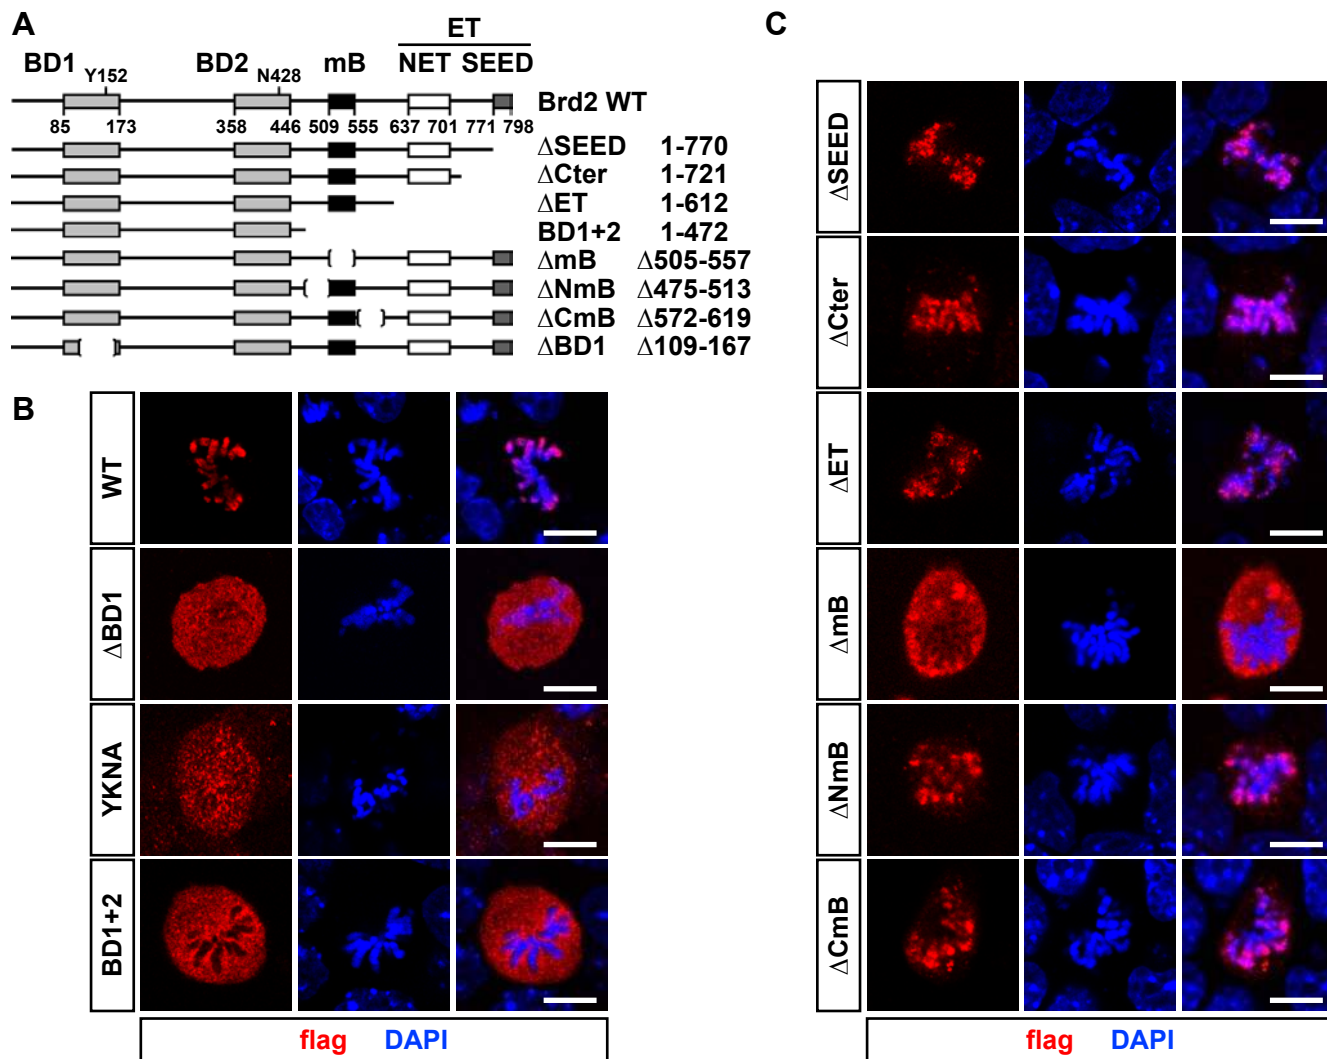 A
ET
BD1 BD2 mB NET SEED
Y152 N428
Brd2 WT
85 173 358 446 509 555 637 701 771 798
ΔSEED 1-770
ΔCter 1-721
ΔET 1-612
BD1+2 1-472
ΔmB Δ505-557
ΔNmB Δ475-513
ΔCmB Δ572-619
ΔBD1 Δ109-167
B
WT
ΔBD1
YKNA
BD1+2
flag DAPI
C
ΔSEED
ΔCter
ΔET
ΔmB
ΔNmB
ΔCmB
flag DAPI